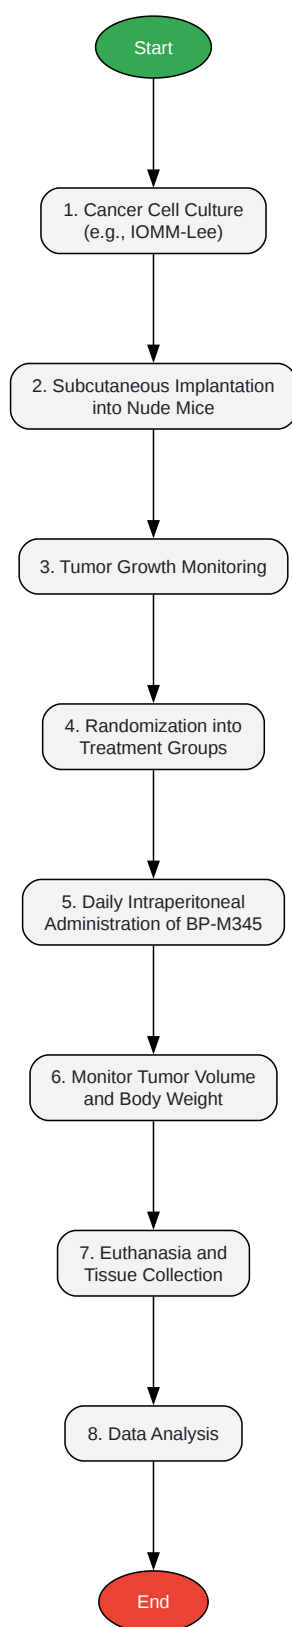 Start
1. Cancer Cell Culture
(e.g., IOMM-Lee)
2. Subcutaneous Implantation
into Nude Mice
3. Tumor Growth Monitoring
4. Randomization into
Treatment Groups
5. Daily Intraperitoneal
Administration of BP-M345
6. Monitor Tumor Volume
and Body Weight
7. Euthanasia and
Tissue Collection
8. Data Analysis
End